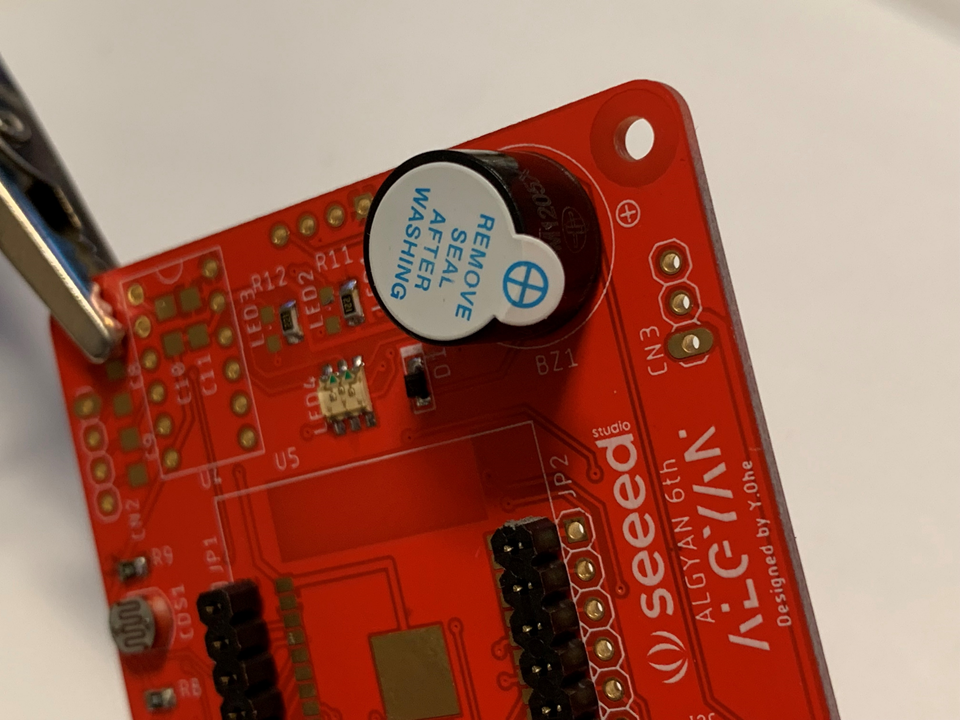 REMOVE
SEAL
AFTER
WASHING
R12
R11
LED3
LED2
LED4
D1
BZ1
CN3
C10
C11
C8
C9
U5
CN2
R9
CDS1
R8
JP1
JP2
seeed
studio
ALGYAN 6th
ALGYAN
Designed by Y.Ohe